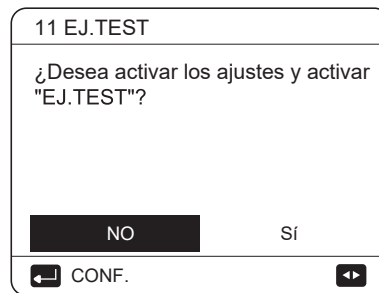 11 EJ.TEST
¿Desea activar los ajustes y activar
"EJ.TEST"?
NO Sí
CONF.